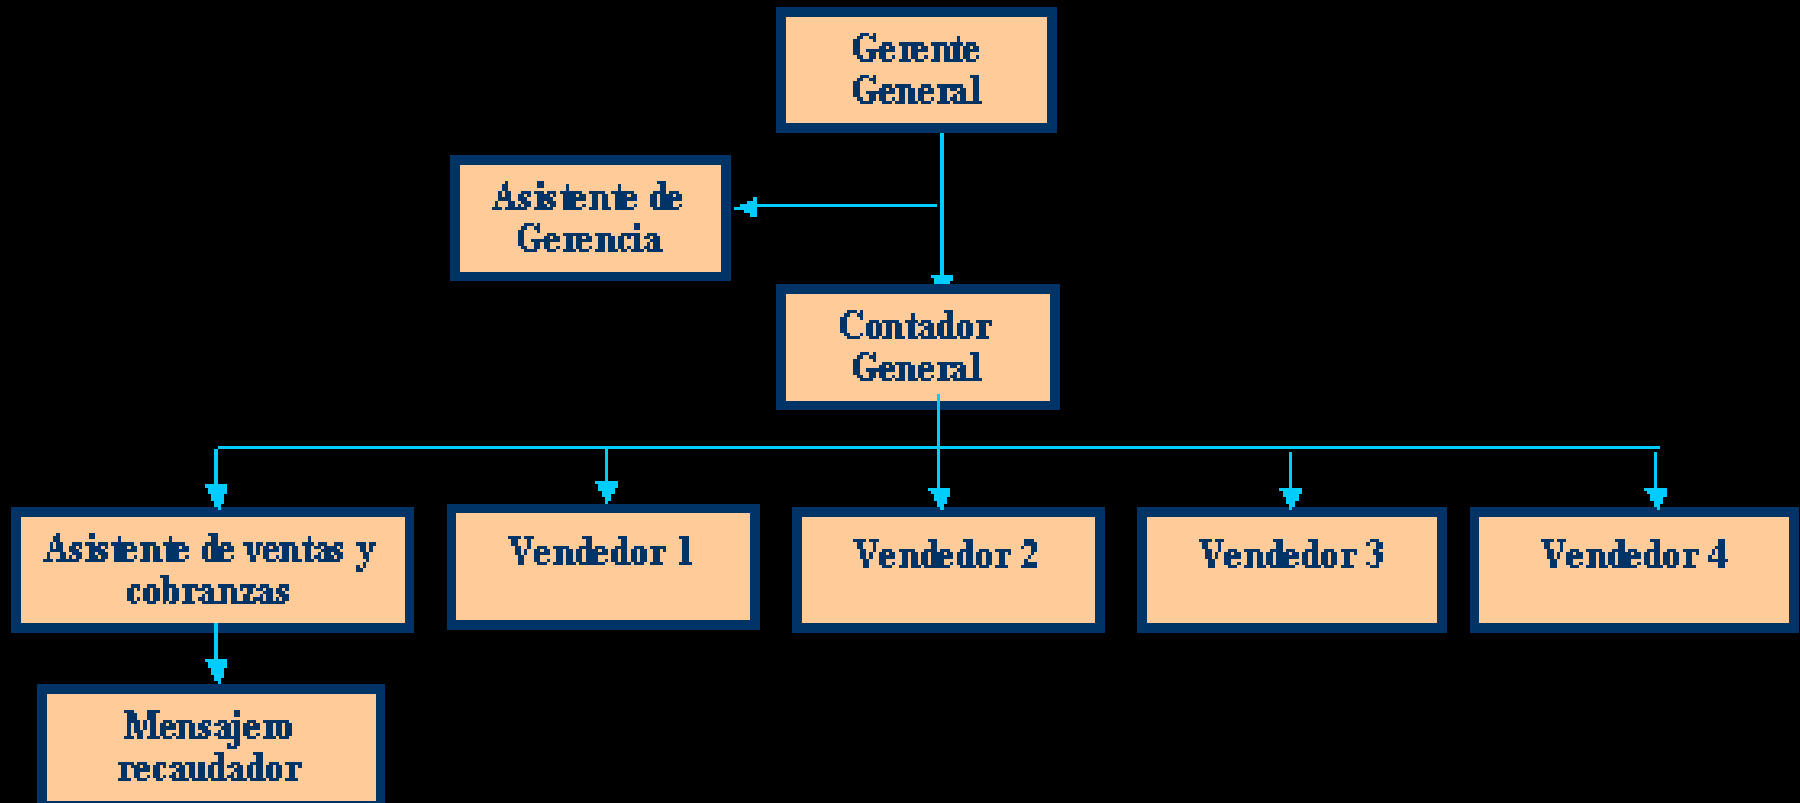 Gerente
General
Asistente de
Gerencia
Contador
General
Asistente de ventas y
cobranzas
Vendedor 1
Vendedor 2
Vendedor 3
Vendedor 4
Mensajero
recaudador